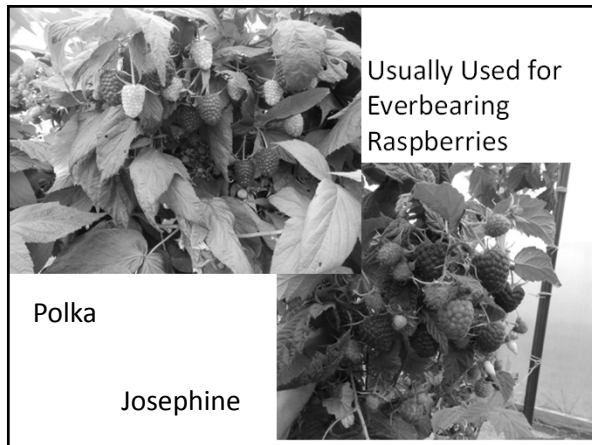 Usually Used for
Everbearing
Raspberries
Polka
Josephine